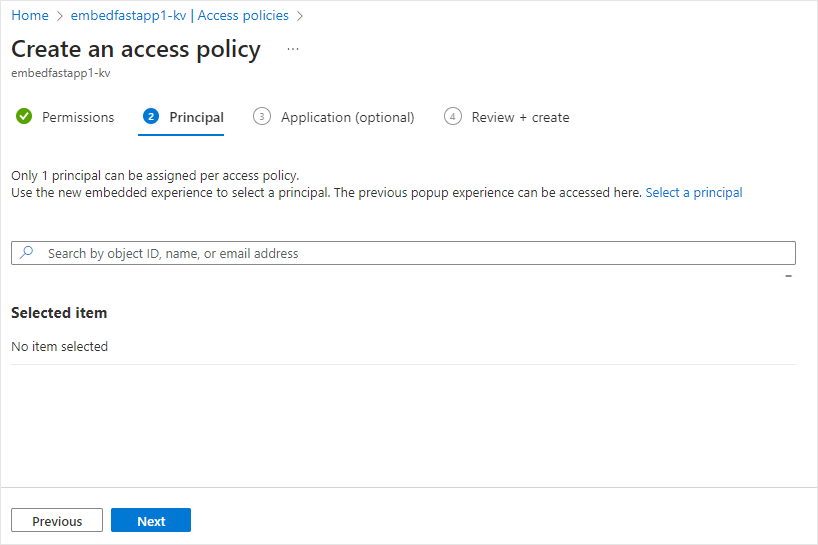 Home > embedfastapp1-kv | Access policies >
Create an access policy ...
embedfastapp1-kv
Permissions 2 Principal 3 Application (optional) 4 Review + create
Only 1 principal can be assigned per access policy.
Use the new embedded experience to select a principal. The previous popup experience can be accessed here. Select a principal
Search by object ID, name, or email address
Selected item
No item selected
Previous Next